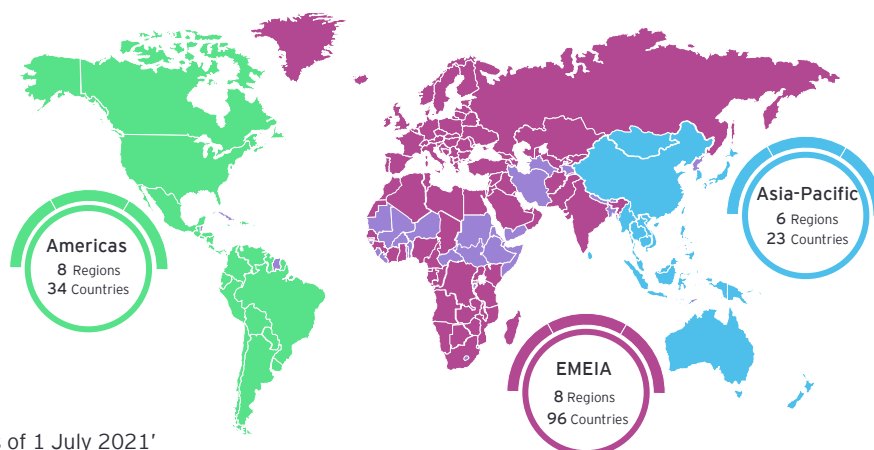 Americas
8 Regions
34 Countries
Asia-Pacific
6 Regions
23 Countries
EMEIA
8 Regions
96 Countries
of 1 July 2021'